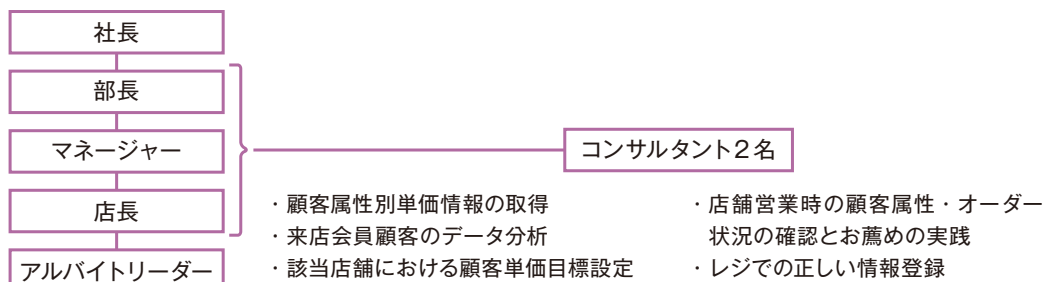 社長
部長
マネージャー
店長
アルバイトリーダー
コンサルタント2名
・顧客属性別単価情報の取得
・来店会員顧客のデータ分析
・該当店舗における顧客単価目標設定
・店舗営業時の顧客属性・オーダー
状況の確認とお薦めの実践
・レジでの正しい情報登録